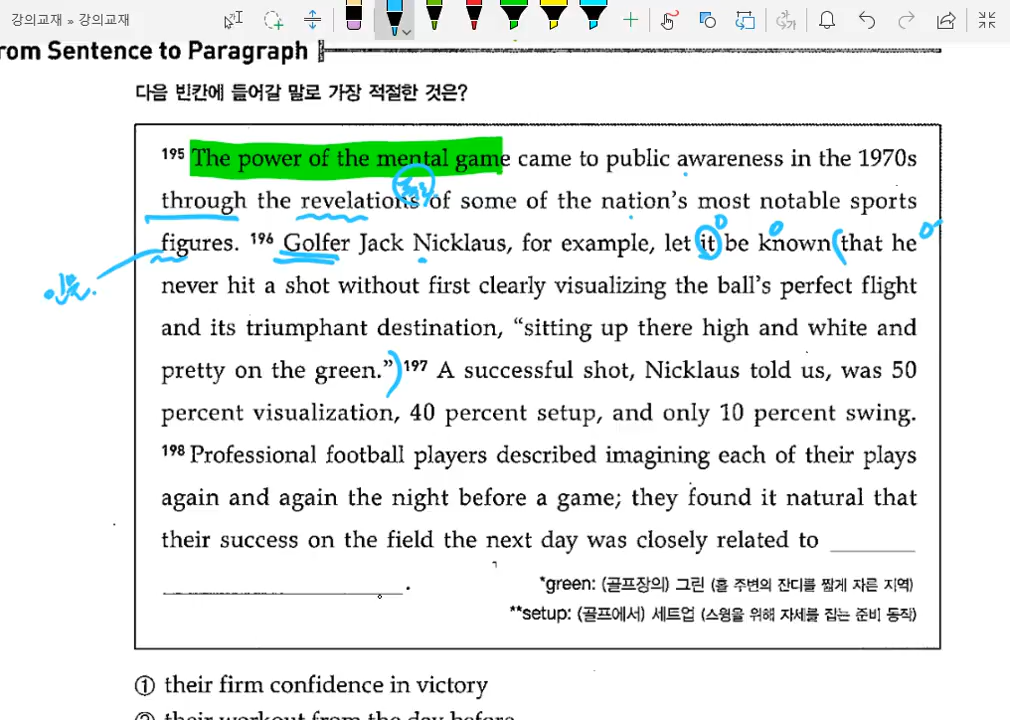 강의교재 » 강의교재
rom Sentence to Paragraph
다음 빈칸에 들어갈 말로 가장 적절한 것은?
195 The power of the mental game came to public awareness in the 1970s
through the revelations of some of the nation's most notable sports
figures. 196 Golfer Jack Nicklaus, for example, let it be known that he
never hit a shot without first clearly visualizing the ball's perfect flight
and its triumphant destination, "sitting up there high and white and
pretty on the green." 197 A successful shot, Nicklaus told us, was 50
percent visualization, 40 percent setup, and only 10 percent swing.
198 Professional football players described imagining each of their plays
again and again the night before a game; they found it natural that
their success on the field the next day was closely related to ________
________.
*green: (골프장의) 그린 (홀 주변의 잔디를 짧게 자른 지역)
**setup: (골프에서) 세트업 (스윙을 위해 자세를 잡는 준비 동작)
① their firm confidence in victory
② their workout from the day before